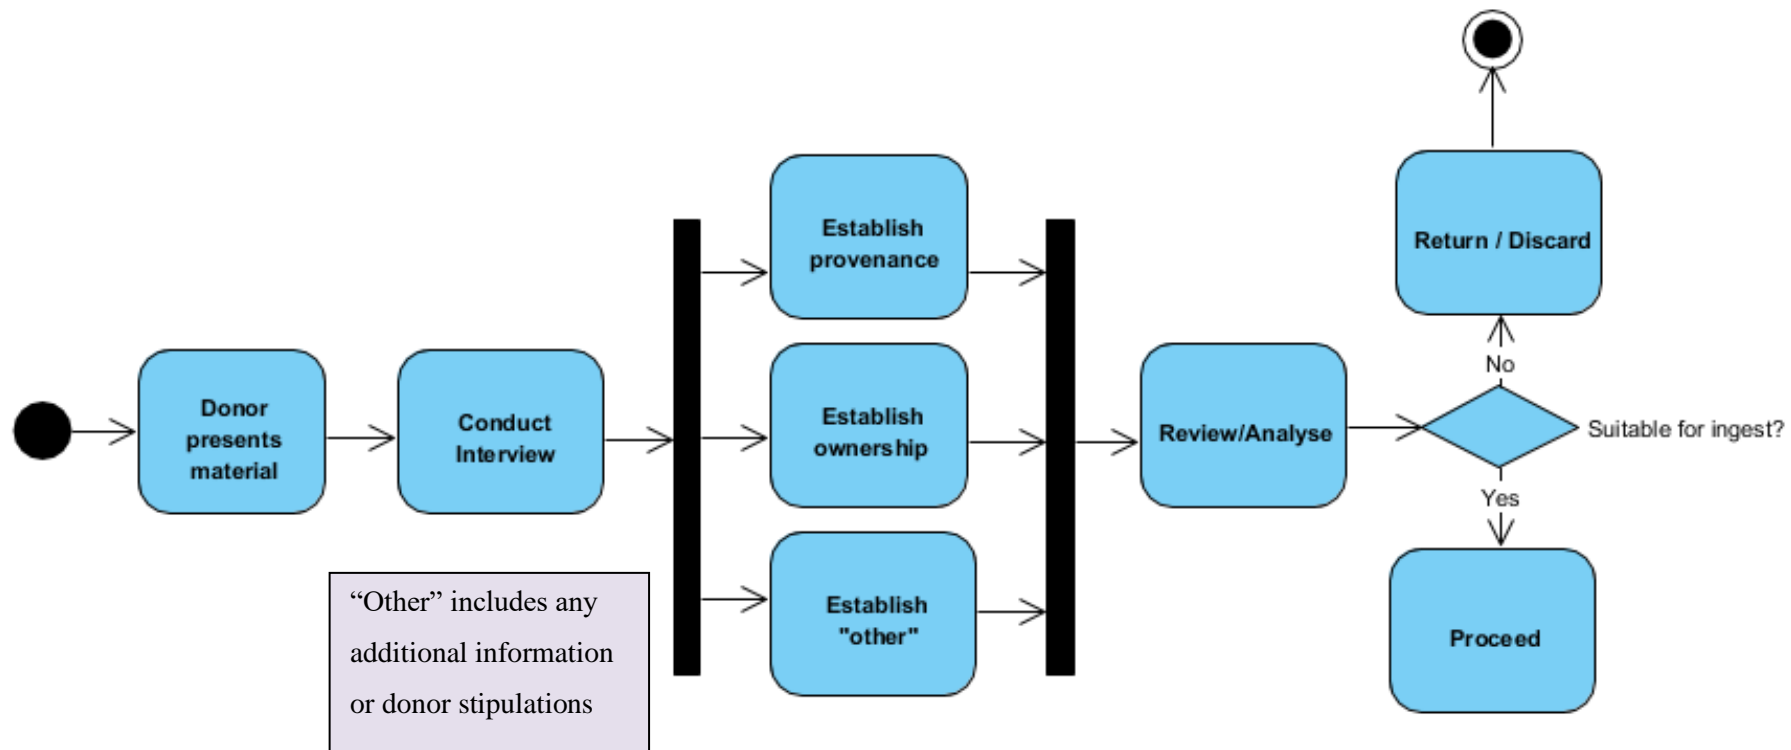 Donor
presents
material
Conduct
Interview
Establish
provenance
Establish
ownership
Establish
"other"
“Other” includes any
additional information
or donor stipulations
Review/Analyse
Suitable for ingest?
No
Return / Discard
Yes
Proceed